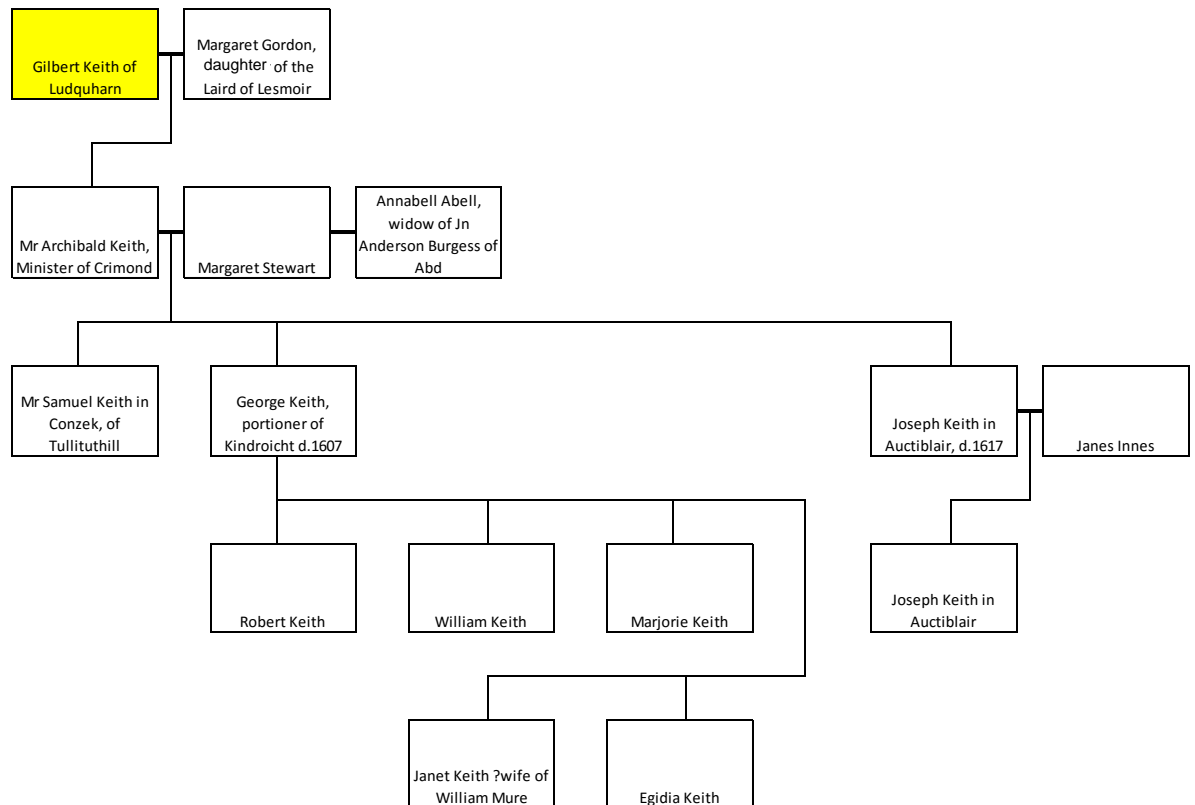 Gilbert Keith of
Ludquharn
Margaret Gordon,
daughter of the
Laird of Lesmoir
Mr Archibald Keith,
Minister of Crimond
Margaret Stewart
Annabell Abell,
widow of Jn
Anderson Burgess of
Abd
Mr Samuel Keith in
Conzek, of
Tullituthill
George Keith,
portioner of
Kindroicht d.1607
Joseph Keith in
Auctiblair, d.1617
Janes Innes
Robert Keith
William Keith
Marjorie Keith
Joseph Keith in
Auctiblair
Janet Keith ?wife of
William Mure
Egidia Keith